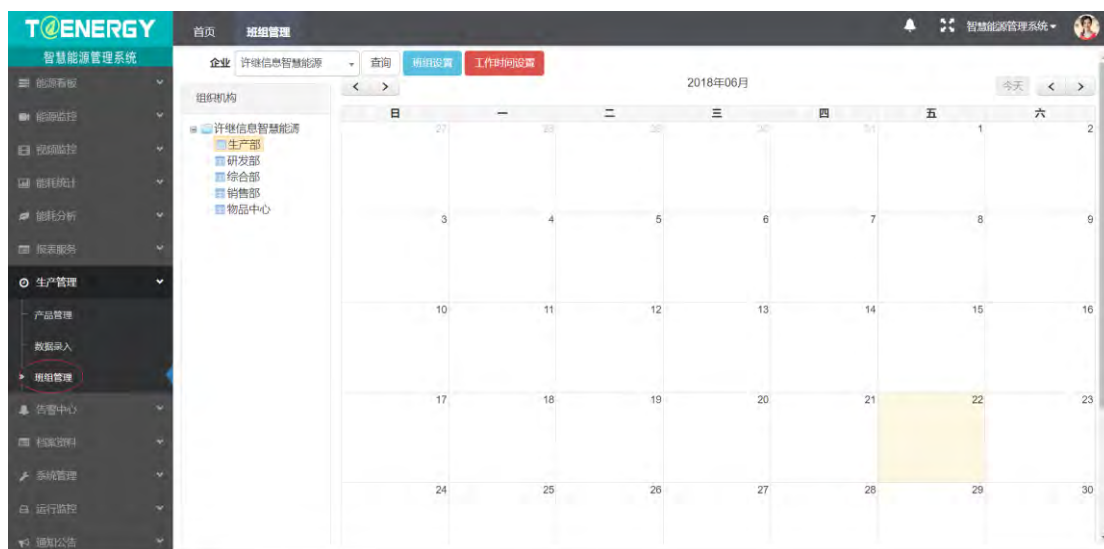 T@ENERGY
智慧能源管理系统
首页 班组管理
智慧能源管理系统
企业 许继信息智慧能源 查询 班组设置 工作时间设置
能源看板
能源监控
视频监控
能耗统计
能耗分析
报表服务
生产管理
产品管理
数据录入
班组管理
告警中心
档案资料
系统管理
运行监控
通知公告
组织机构
许继信息智慧能源
生产部
研发部
综合部
销售部
物品中心
< > 2018年06月 今天 < >
日 一 二 三 四 五 六
27 28 29 30 31 1 2
3 4 5 6 7 8 9
10 11 12 13 14 15 16
17 18 19 20 21 22 23
24 25 26 27 28 29 30